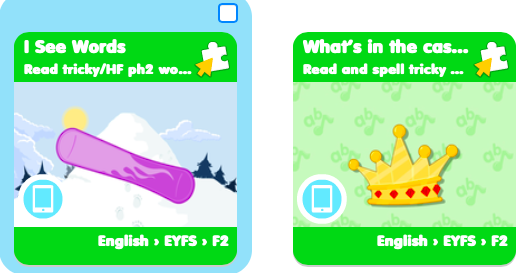 I See Words
Read tricky/HF ph2 wo...
English › EYFS › F2
What's in the cas...
Read and spell tricky ...
English › EYFS › F2